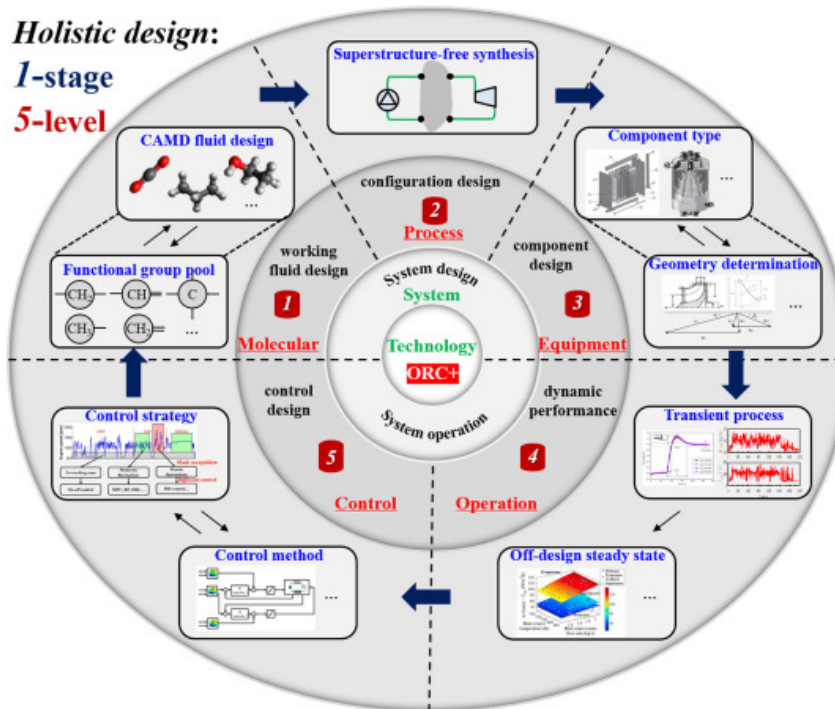 Holistic design:
1-stage
5-level
Superstructure-free synthesis
CAMD fluid design
...
Component type
...
configuration design
2
Process
working
fluid design
1
Molecular
component
design
3
Equipment
Functional group pool
CH2
CH
C
CH3
CH2
...
Geometry determination
...
System design
System
Technology
ORC+
System operation
control
design
5
Control
dynamic
performance
4
Operation
Control strategy
Transient process
Control method
...
Off-design steady state
...